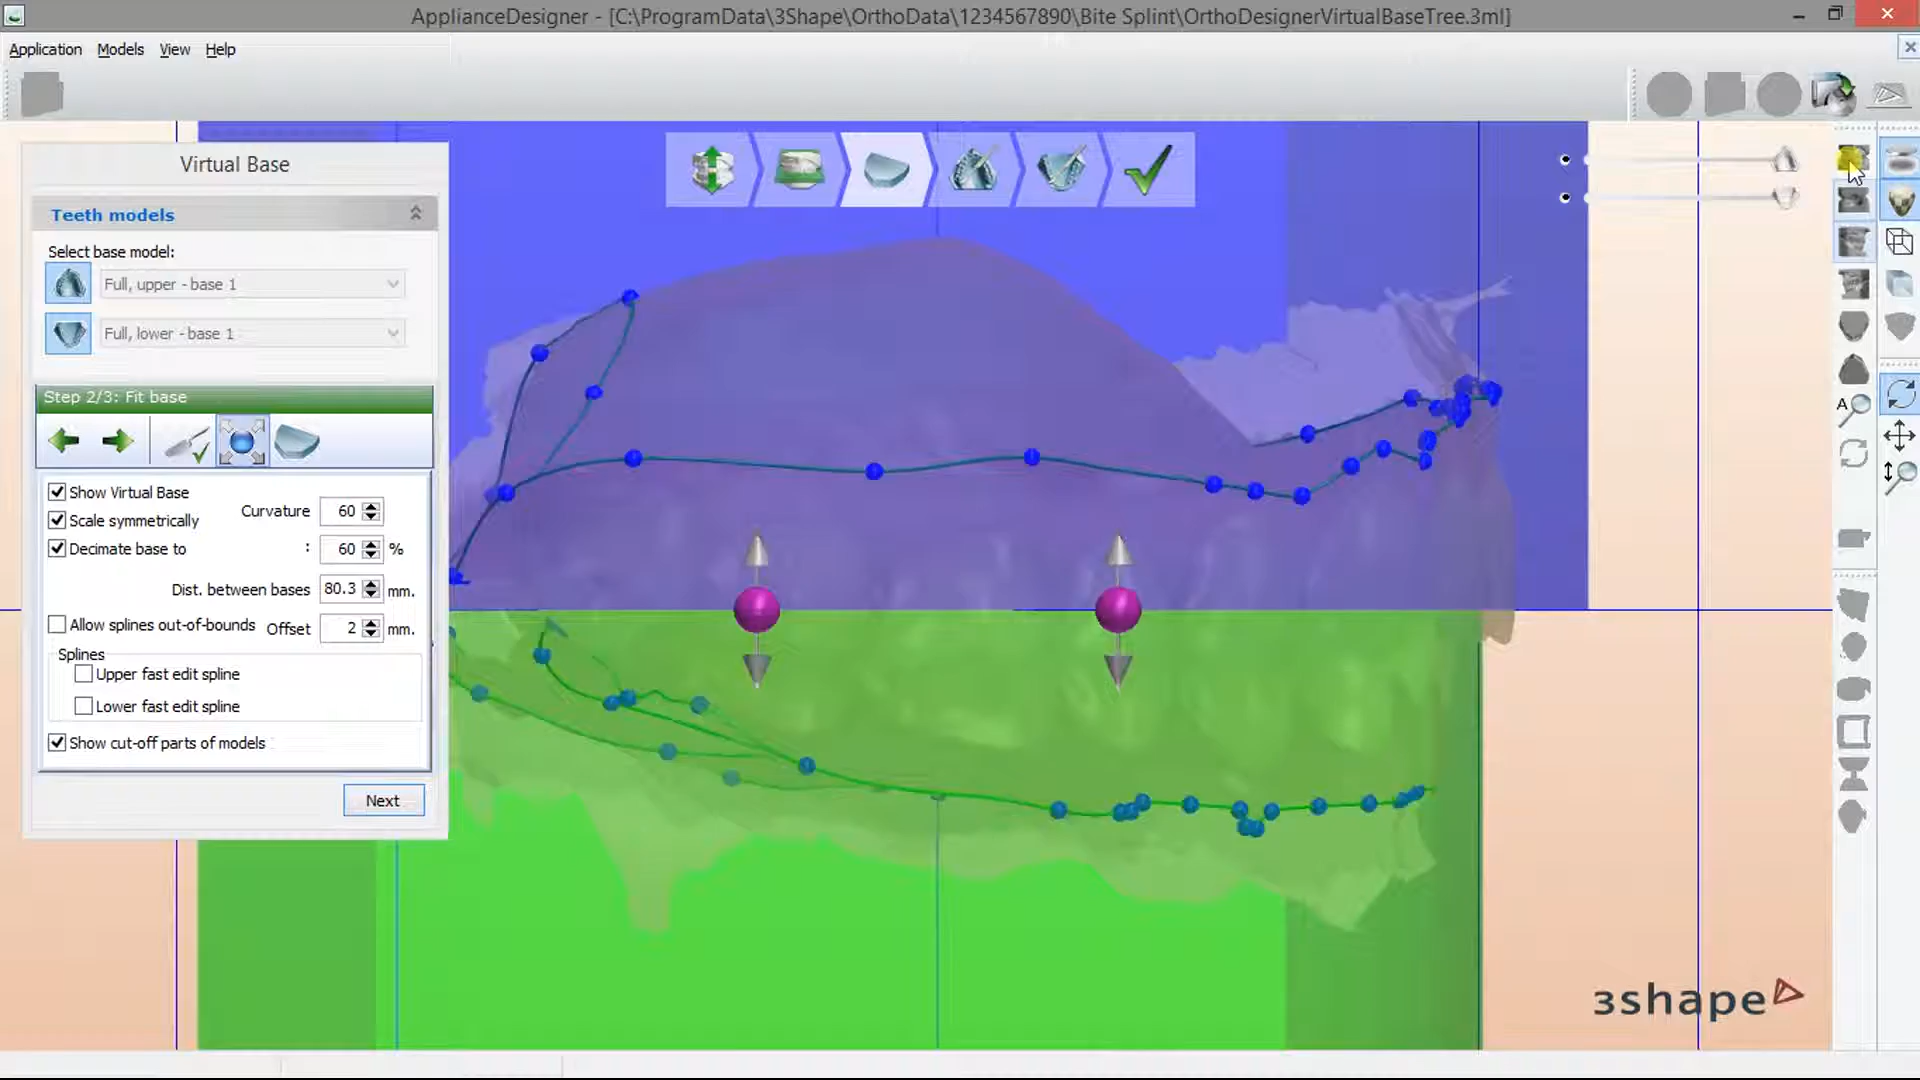 ApplianceDesigner - [C:\ProgramData\3Shape\OrthoData\1234567890\Bite Splint\OrthoDesignerVirtualBaseTree.3ml]
Application Models View Help
Virtual Base
Teeth models
Select base model:
Full, upper - base 1
Full, lower - base 1
Step 2/3: Fit base
Show Virtual Base
Curvature 60
Scale symmetrically
Decimate base to : 60 %
Dist. between bases 80.3 mm.
Allow splines out-of-bounds Offset 2 mm.
Splines
Upper fast edit spline
Lower fast edit spline
Show cut-off parts of models
Next
A
3shape